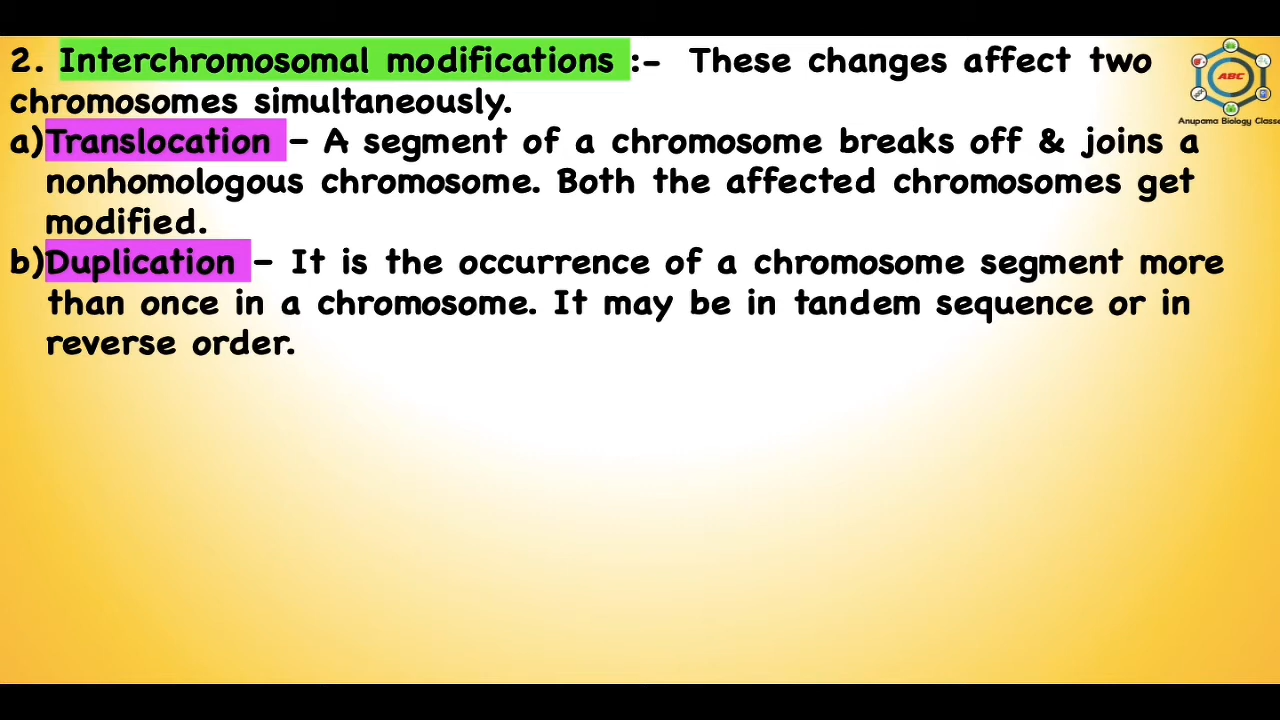 2. Interchromosomal modifications :- These changes affect two
chromosomes simultaneously.
a)Translocation - A segment of a chromosome breaks off & joins a
nonhomologous chromosome. Both the affected chromosomes get
modified.
b)Duplication - It is the occurrence of a chromosome segment more
than once in a chromosome. It may be in tandem sequence or in
reverse order.
ABC
Anupama Biology Classe